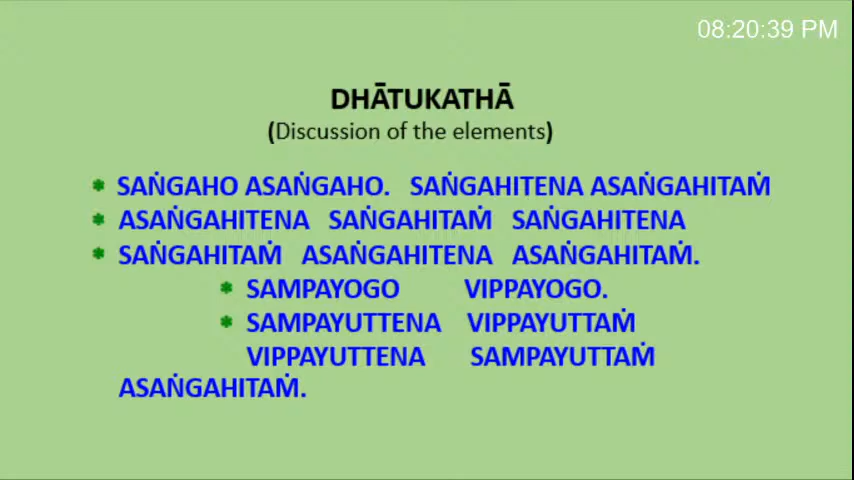 08:20:39 PM
DHĀTUKATHĀ
(Discussion of the elements)
* SAṄGAHO ASAṄGAHO. SAṄGAHITENA ASAṄGAHITAṀ
* ASAṄGAHITENA SAṄGAHITAṀ SAṄGAHITENA
* SAṄGAHITAṀ ASAṄGAHITENA ASAṄGAHITAṀ.
* SAMPAYOGO VIPPAYOGO.
* SAMPAYUTTENA VIPPAYUTTAṀ
VIPPAYUTTENA SAMPAYUTTAṀ
ASAṄGAHITAṀ.